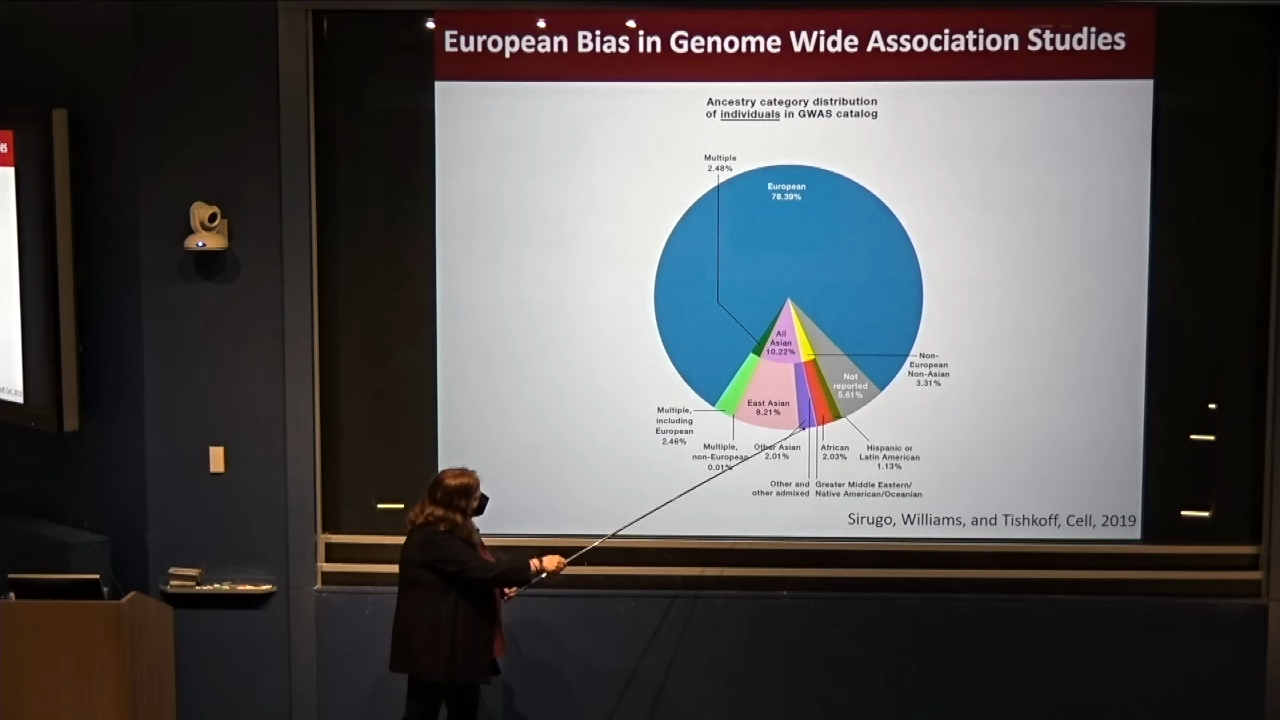 European Bias in Genome Wide Association Studies
Ancestry category distribution
of individuals in GWAS catalog
Multiple
2.48%
European
78.39%
All
Asian
10.22%
Non-
European
Non-Asian
3.31%
Not
reported
5.61%
East Asian
8.21%
Multiple,
including
European
2.46%
Multiple,
non-European
0.01%
Other Asian
2.01%
African
2.03%
Hispanic or
Latin American
1.13%
Other and
other admixed
Greater Middle Eastern/
Native American/Oceanian
Sirugo, Williams, and Tishkoff, Cell, 2019